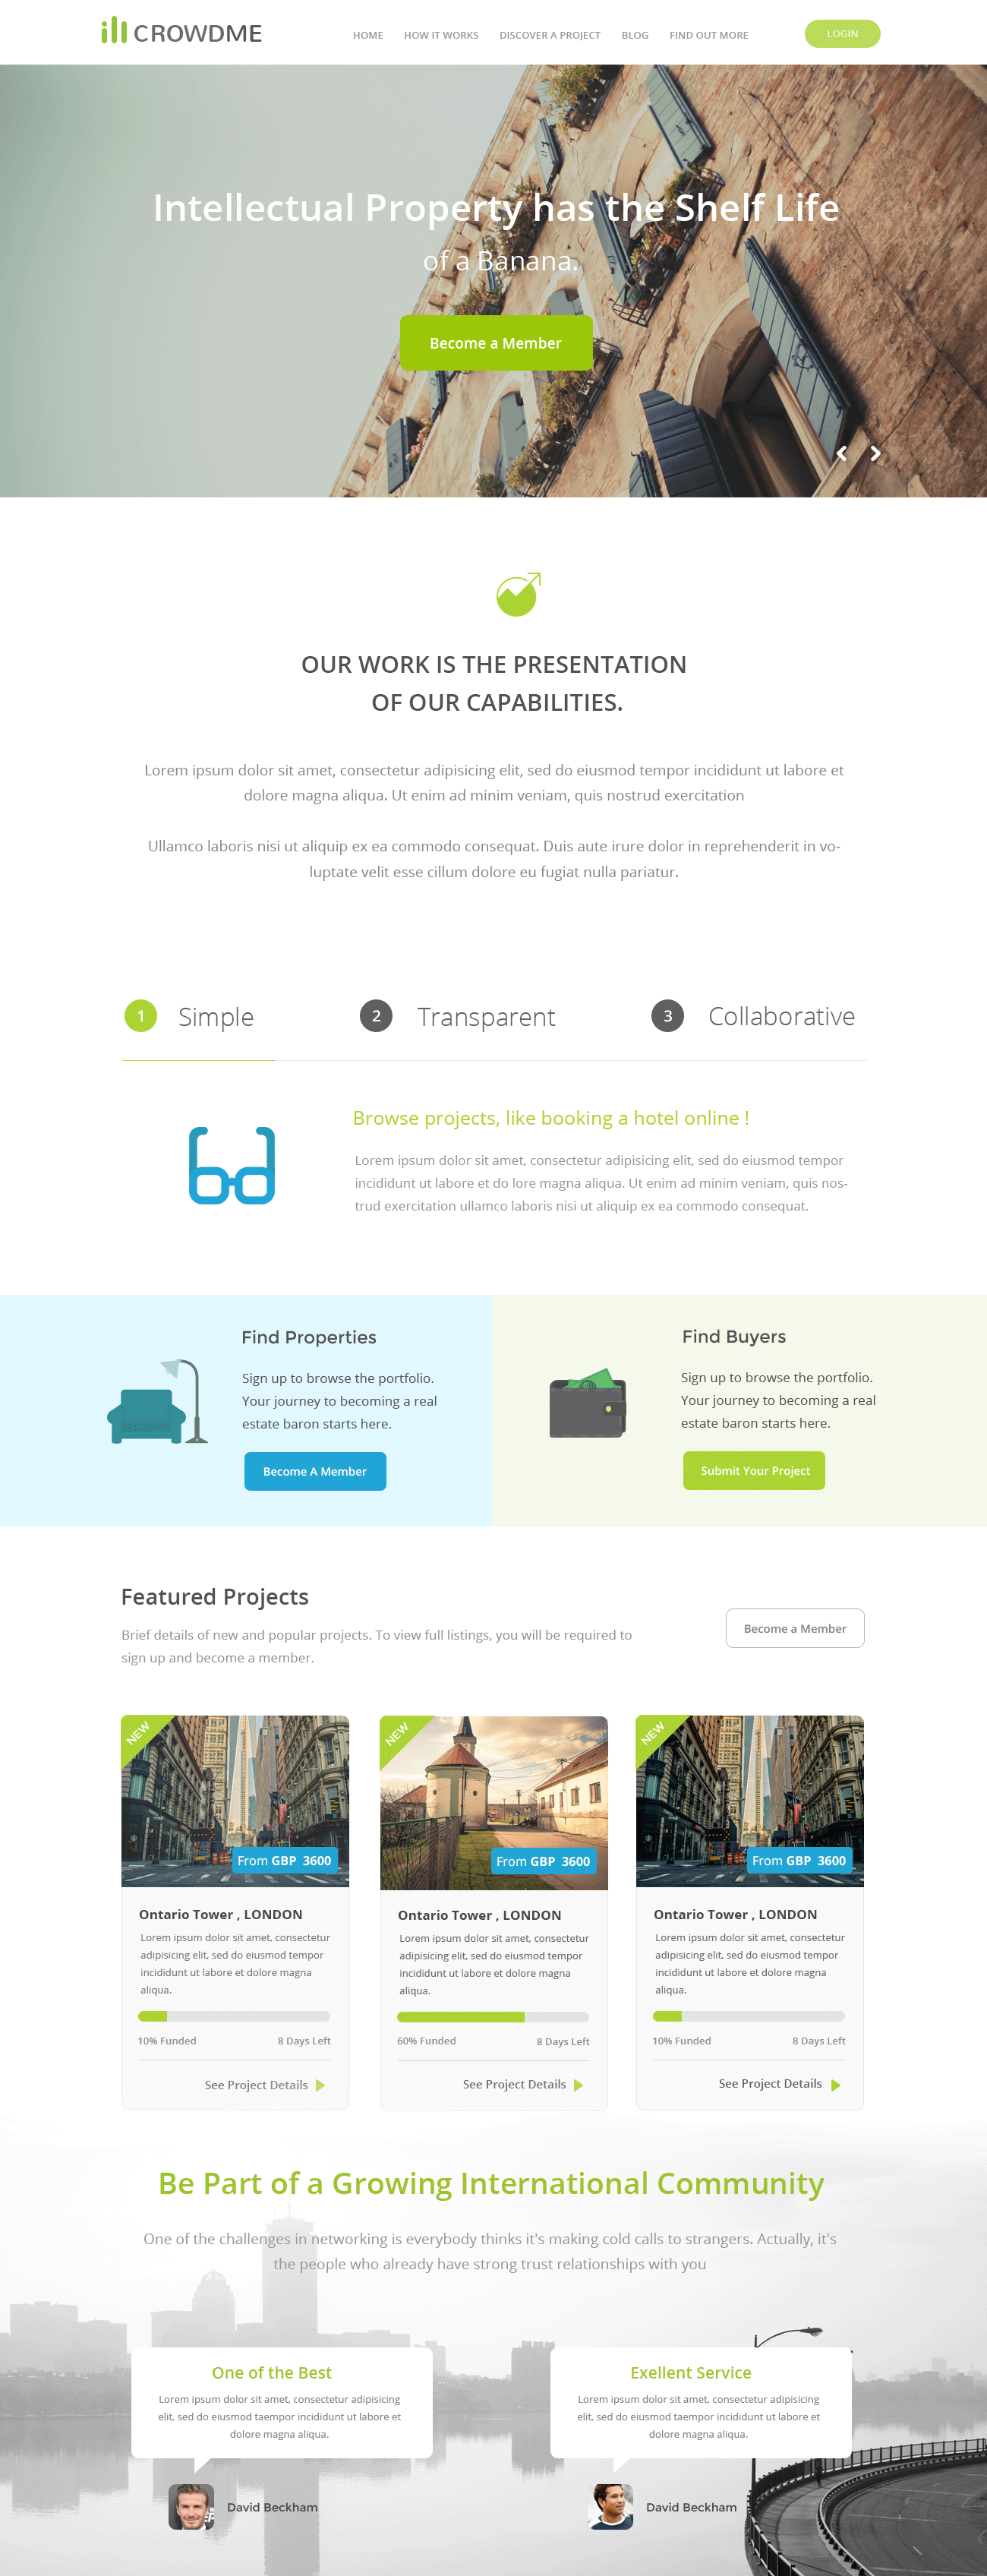 CROWDME
HOME HOW IT WORKS DISCOVER A PROJECT BLOG FIND OUT MORE LOGIN
Intellectual Property has the Shelf Life
of a Banana.
Become a Member
OUR WORK IS THE PRESENTATION
OF OUR CAPABILITIES.
Lorem ipsum dolor sit amet, consectetur adipisicing elit, sed do eiusmod tempor incididunt ut labore et
dolore magna aliqua. Ut enim ad minim veniam, quis nostrud exercitation
Ullamco laboris nisi ut aliquip ex ea commodo consequat. Duis aute irure dolor in reprehenderit in vo-
luptate velit esse cillum dolore eu fugiat nulla pariatur.
1 Simple 2 Transparent 3 Collaborative
Browse projects, like booking a hotel online !
Lorem ipsum dolor sit amet, consectetur adipisicing elit, sed do eiusmod tempor
incididunt ut labore et do lore magna aliqua. Ut enim ad minim veniam, quis nos-
trud exercitation ullamco laboris nisi ut aliquip ex ea commodo consequat.
Find Properties
Sign up to browse the portfolio.
Your journey to becoming a real
estate baron starts here.
Become A Member
Find Buyers
Sign up to browse the portfolio.
Your journey to becoming a real
estate baron starts here.
Submit Your Project
Featured Projects
Brief details of new and popular projects. To view full listings, you will be required to
sign up and become a member.
Become a Member
NEW
From GBP 3600
Ontario Tower , LONDON
Lorem ipsum dolor sit amet, consectetur
adipisicing elit, sed do eiusmod tempor
incididunt ut labore et dolore magna
aliqua.
10% Funded 8 Days Left
See Project Details
NEW
From GBP 3600
Ontario Tower , LONDON
Lorem ipsum dolor sit amet, consectetur
adipisicing elit, sed do eiusmod tempor
incididunt ut labore et dolore magna
aliqua.
60% Funded 8 Days Left
See Project Details
NEW
From GBP 3600
Ontario Tower , LONDON
Lorem ipsum dolor sit amet, consectetur
adipisicing elit, sed do eiusmod tempor
incididunt ut labore et dolore magna
aliqua.
10% Funded 8 Days Left
See Project Details
Be Part of a Growing International Community
One of the challenges in networking is everybody thinks it's making cold calls to strangers. Actually, it's
the people who already have strong trust relationships with you
One of the Best
Lorem ipsum dolor sit amet, consectetur adipisicing
elit, sed do eiusmod taempor incididunt ut labore et
dolore magna aliqua.
David Beckham
Exellent Service
Lorem ipsum dolor sit amet, consectetur adipisicing
elit, sed do eiusmod taempor incididunt ut labore et
dolore magna aliqua.
David Beckham